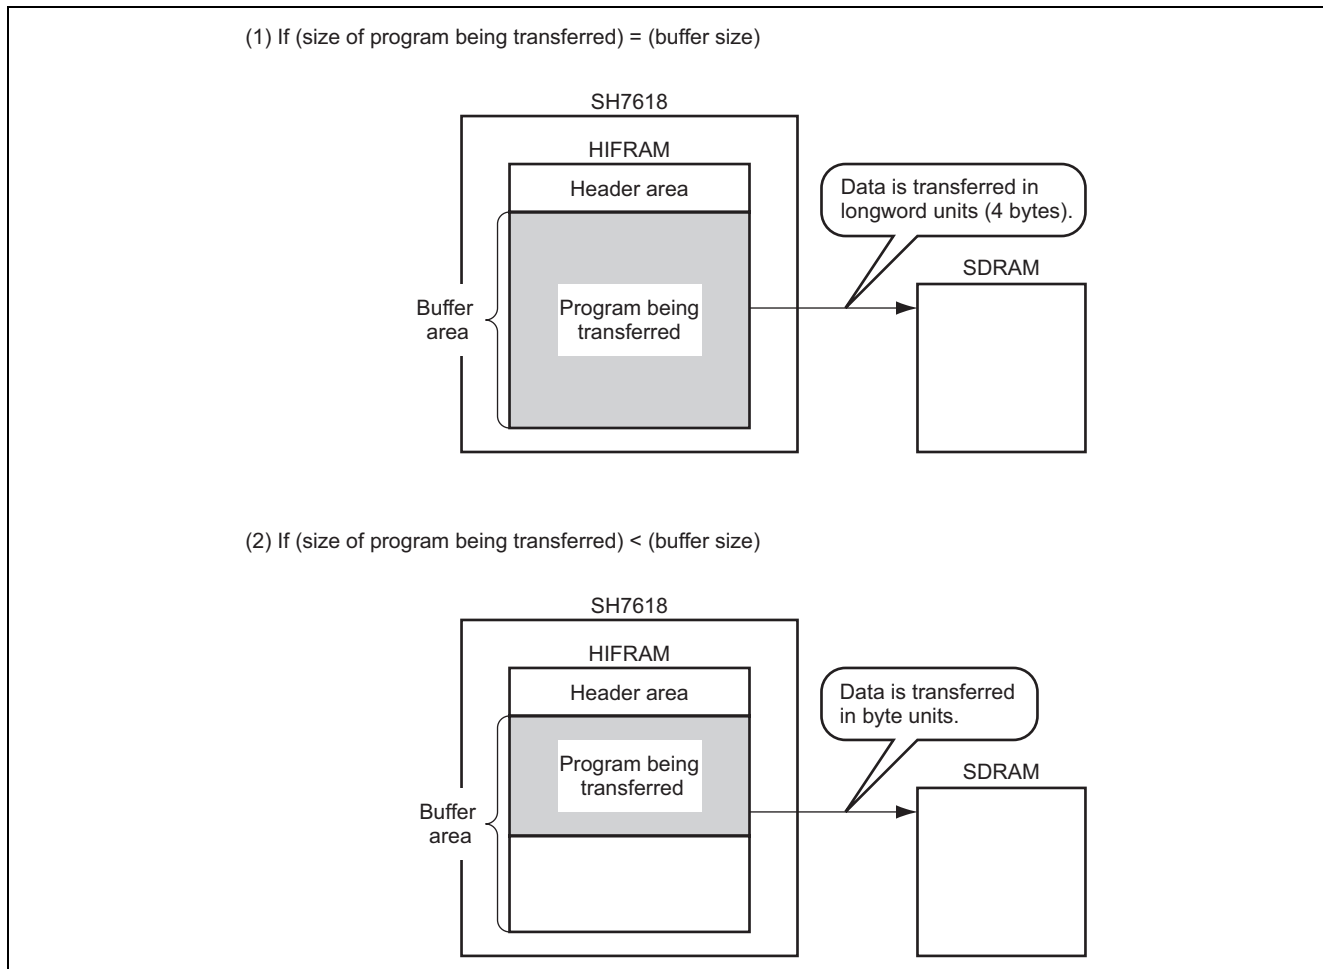 (1) If (size of program being transferred) = (buffer size)
SH7618
HIFRAM
Header area
Data is transferred in
longword units (4 bytes).
SDRAM
Buffer
area
Program being
transferred
(2) If (size of program being transferred) < (buffer size)
SH7618
HIFRAM
Header area
Data is transferred
in byte units.
Program being
transferred
SDRAM
Buffer
area